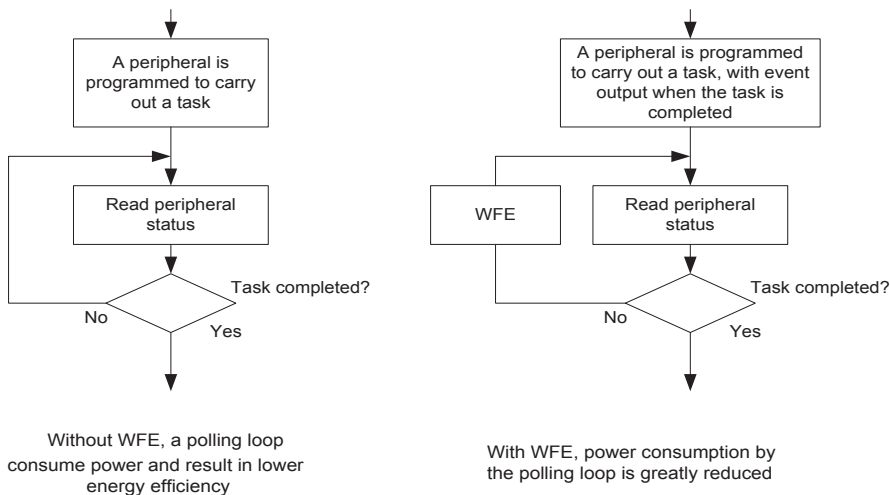 A peripheral is
programmed to carry
out a task
Read peripheral
status
Task completed?
No
Yes
Without WFE, a polling loop
consume power and result in lower
energy efficiency
A peripheral is programmed
to carry out a task, with event
output when the task is
completed
WFE
Read peripheral
status
Task completed?
No
Yes
With WFE, power consumption by
the polling loop is greatly reduced